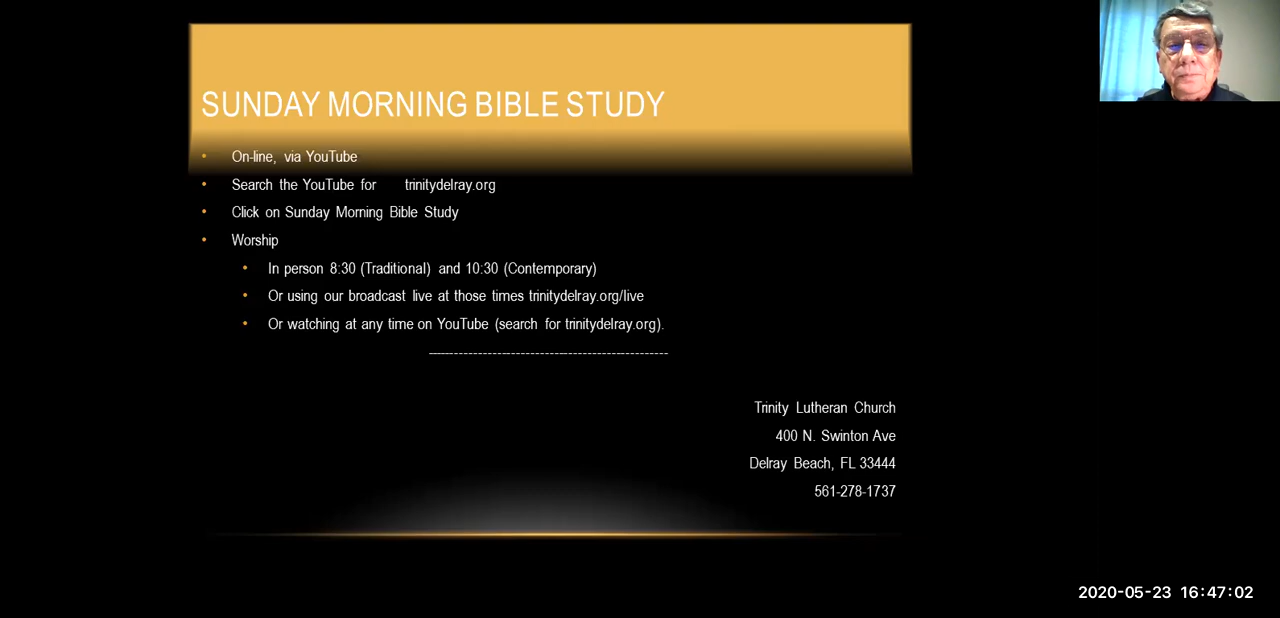 SUNDAY MORNING BIBLE STUDY
• On-line, via YouTube
• Search the YouTube for trinitydelray.org
• Click on Sunday Morning Bible Study
• Worship
• In person 8:30 (Traditional) and 10:30 (Contemporary)
• Or using our broadcast live at those times trinitydelray.org/live
• Or watching at any time on YouTube (search for trinitydelray.org).
------------------------------------------------
Trinity Lutheran Church
400 N. Swinton Ave
Delray Beach, FL 33444
561-278-1737
2020-05-23 16:47:02